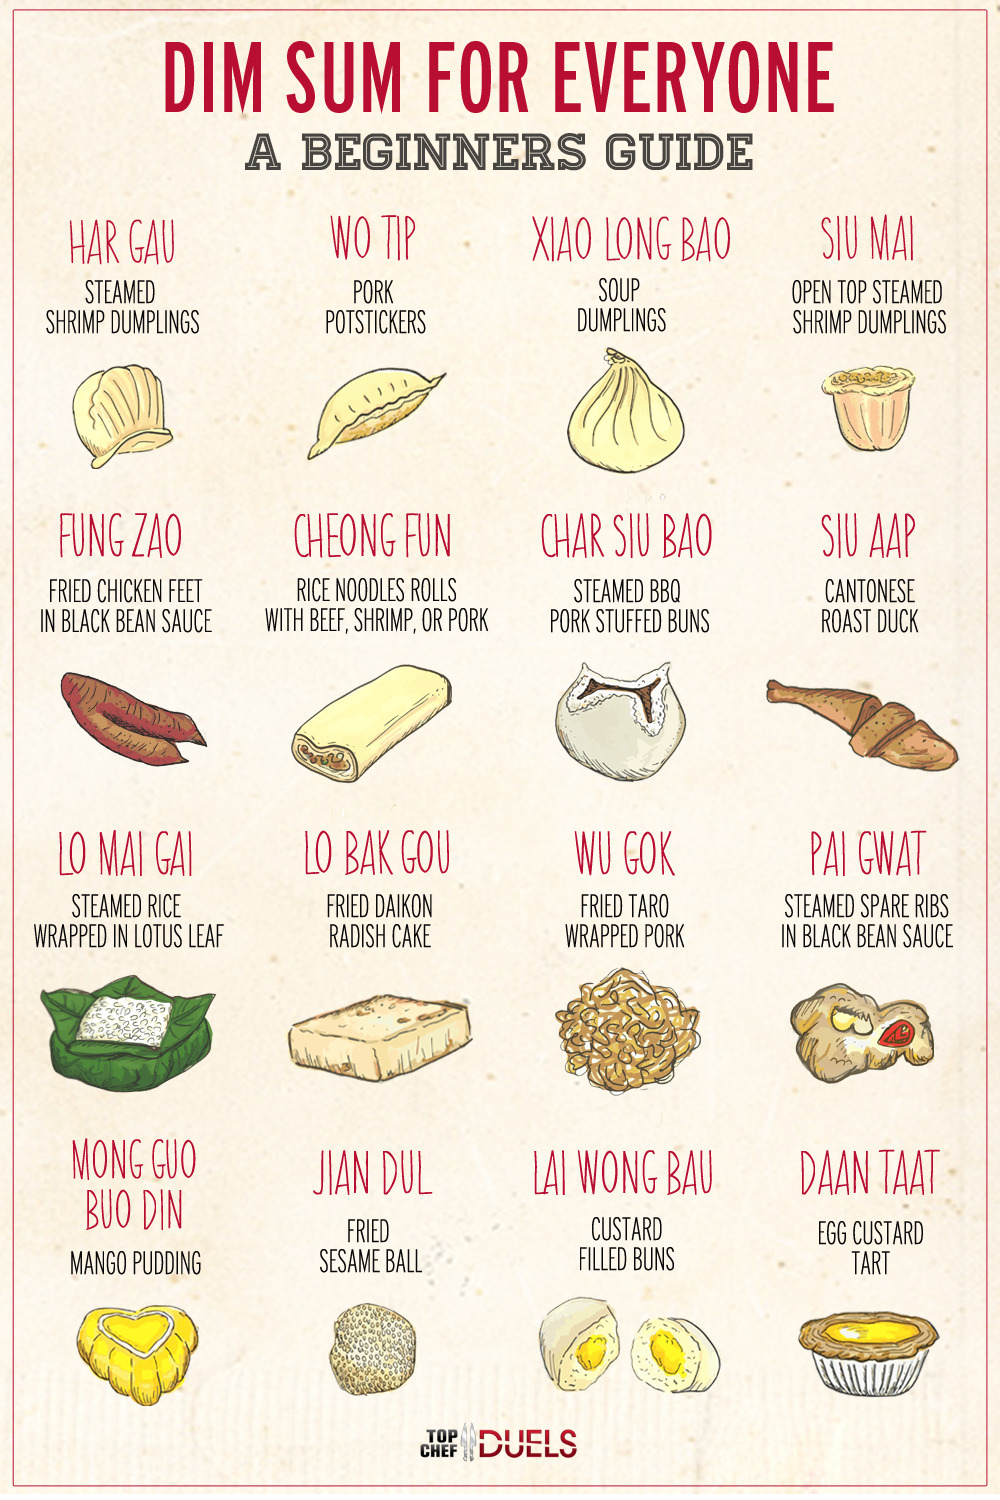 DIM SUM FOR EVERYONE
A BEGINNERS GUIDE
HAR GAU
STEAMED
SHRIMP DUMPLINGS
WO TIP
PORK
POTSTICKERS
XIAO LONG BAO
SOUP
DUMPLINGS
SIU MAI
OPEN TOP STEAMED
SHRIMP DUMPLINGS
FUNG ZAO
FRIED CHICKEN FEET
IN BLACK BEAN SAUCE
CHEONG FUN
RICE NOODLES ROLLS
WITH BEEF, SHRIMP, OR PORK
CHAR SIU BAO
STEAMED BBQ
PORK STUFFED BUNS
SIU AAP
CANTONESE
ROAST DUCK
LO MAI GAI
STEAMED RICE
WRAPPED IN LOTUS LEAF
LO BAK GOU
FRIED DAIKON
RADISH CAKE
WU GOK
FRIED TARO
WRAPPED PORK
PAI GWAT
STEAMED SPARE RIBS
IN BLACK BEAN SAUCE
MONG GUO
BUO DIN
MANGO PUDDING
JIAN DUL
FRIED
SESAME BALL
LAI WONG BAU
CUSTARD
FILLED BUNS
DAAN TAAT
EGG CUSTARD
TART
TOP
CHEF
DUELS